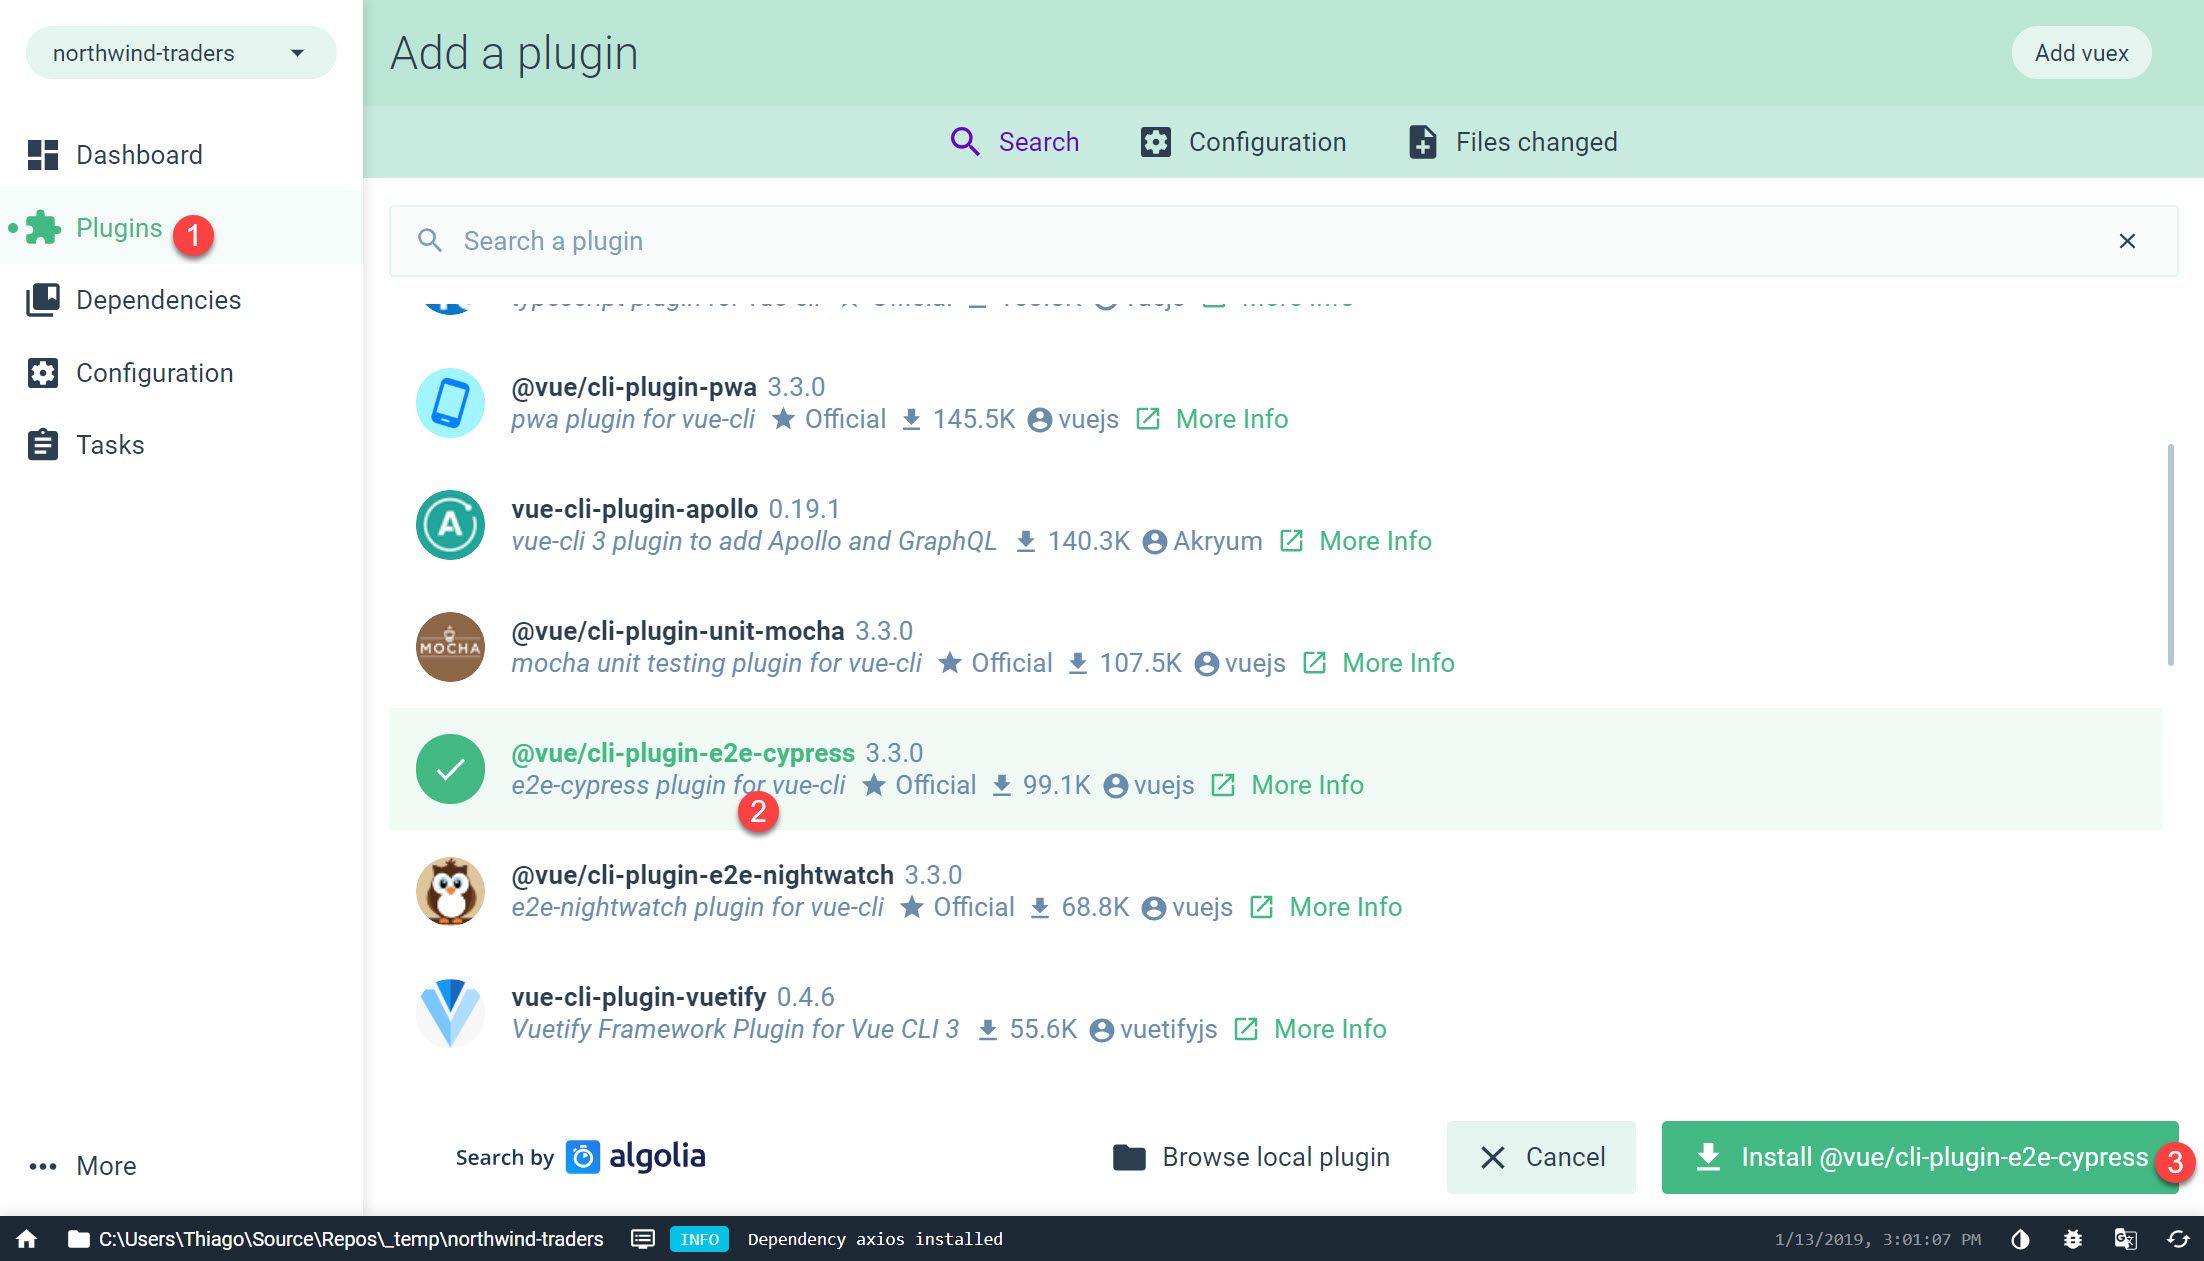 northwind-traders
Add a plugin
Add vuex
Search
Configuration
Files changed
Dashboard
Plugins
1
Dependencies
Configuration
Tasks
Search a plugin
typescript plugin for vue-cli Official vuejs More Info
@vue/cli-plugin-pwa 3.3.0
pwa plugin for vue-cli Official 145.5K vuejs More Info
vue-cli-plugin-apollo 0.19.1
vue-cli 3 plugin to add Apollo and GraphQL 140.3K Akryum More Info
MOCHA
@vue/cli-plugin-unit-mocha 3.3.0
mocha unit testing plugin for vue-cli Official 107.5K vuejs More Info
@vue/cli-plugin-e2e-cypress 3.3.0
e2e-cypress plugin for vue-cli Official 99.1K vuejs More Info
2
@vue/cli-plugin-e2e-nightwatch 3.3.0
e2e-nightwatch plugin for vue-cli Official 68.8K vuejs More Info
vue-cli-plugin-vuetify 0.4.6
Vuetify Framework Plugin for Vue CLI 3 55.6K vuetifyjs More Info
More
Search by algolia
Browse local plugin
Cancel
Install @vue/cli-plugin-e2e-cypress
3
C:\Users\Thiago\Source\Repos\_temp\northwind-traders
INFO
Dependency axios installed
1/13/2019, 3:01:07 PM